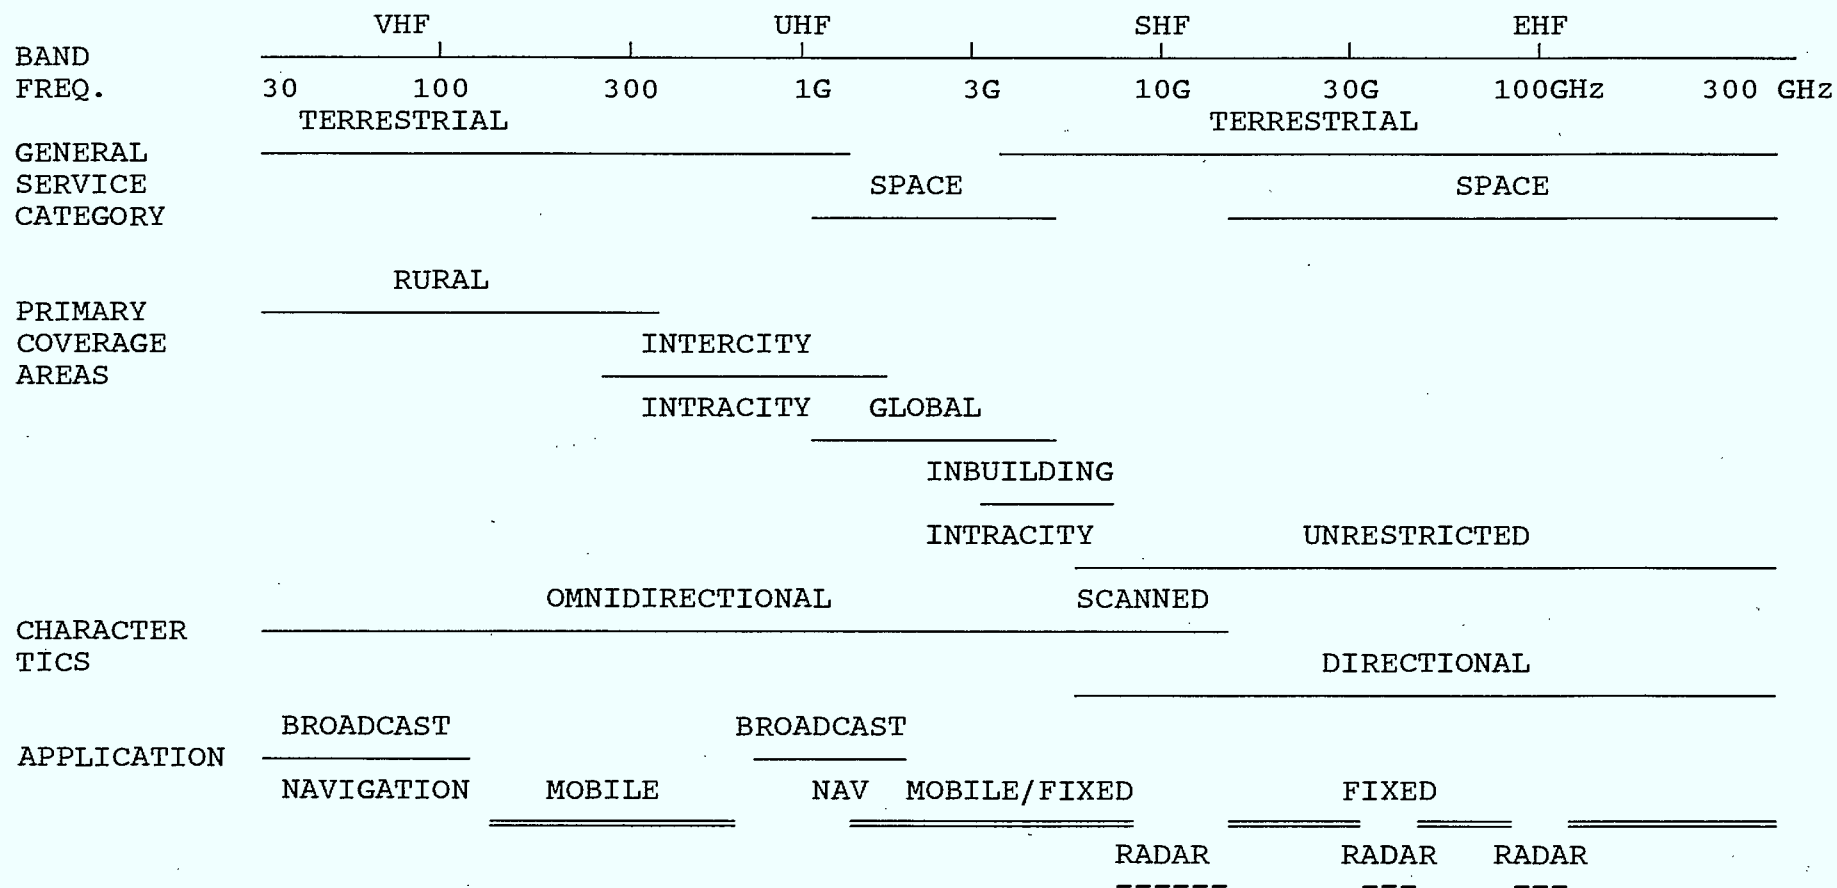 VHF UHF SHF EHF
BAND
FREQ. 30 100 300 1G 3G 10G 30G 100GHz 300 GHz
TERRESTRIAL TERRESTRIAL
GENERAL
SERVICE SPACE SPACE
CATEGORY
RURAL
PRIMARY
COVERAGE INTERCITY
AREAS
INTRACITY GLOBAL
INBUILDING
INTRACITY UNRESTRICTED
OMNIDIRECTIONAL SCANNED
CHARACTER
TICS DIRECTIONAL
BROADCAST BROADCAST
APPLICATION
NAVIGATION MOBILE NAV MOBILE/FIXED FIXED
RADAR RADAR RADAR